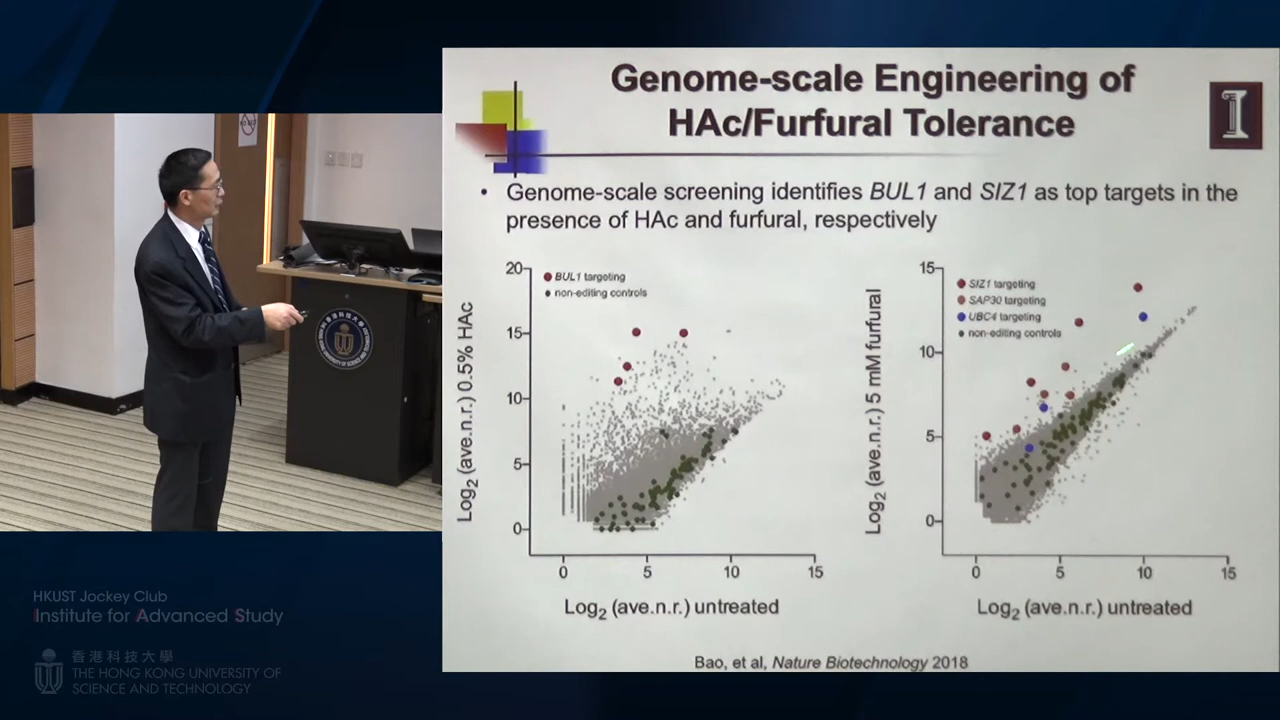 Genome-scale Engineering of
HAc/Furfural Tolerance
• Genome-scale screening identifies BUL1 and SIZ1 as top targets in the
presence of HAc and furfural, respectively
BUL1 targeting
non-editing controls
Log2 (ave.n.r.) 0.5% HAc
20
15
10
5
0
0 5 10 15
Log2 (ave.n.r.) untreated
SIZ1 targeting
SAP30 targeting
UBC4 targeting
non-editing controls
Log2 (ave.n.r.) 5 mM furfural
15
10
5
0
0 5 10 15
Log2 (ave.n.r.) untreated
Bao, et al, Nature Biotechnology 2018
HKUST Jockey Club
Institute for Advanced Study
香港科技大學
THE HONG KONG UNIVERSITY OF
SCIENCE AND TECHNOLOGY